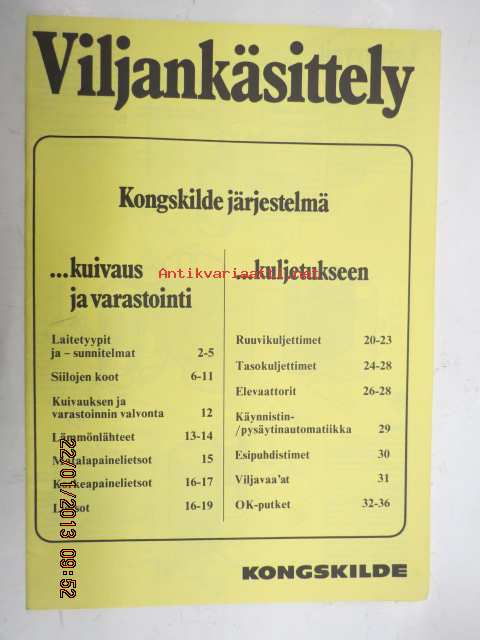 Viljankäsittely
Kongskilde järjestelmä
...kuivaus
ja varastointi
Laitetyypit
ja – sunnitelmat 2-5
Siilojen koot 6-11
Kuivauksen ja
varastoinnin valvonta 12
Lämmönlähteet 13-14
Matalapainelietsot 15
Korkeapainelietsot 16-17
16-19
...kuljetukseen
Ruuvikuljettimet 20-23
Tasokuljettimet 24-28
Elevaattorit 26-28
Käynnistin-
/pysäytinautomatiikka 29
Esipuhdistimet 30
Viljavaa'at 31
OK-putket 32-36
KONGSKILDE
Antikvariaatti.net
22/01/2013 09:52